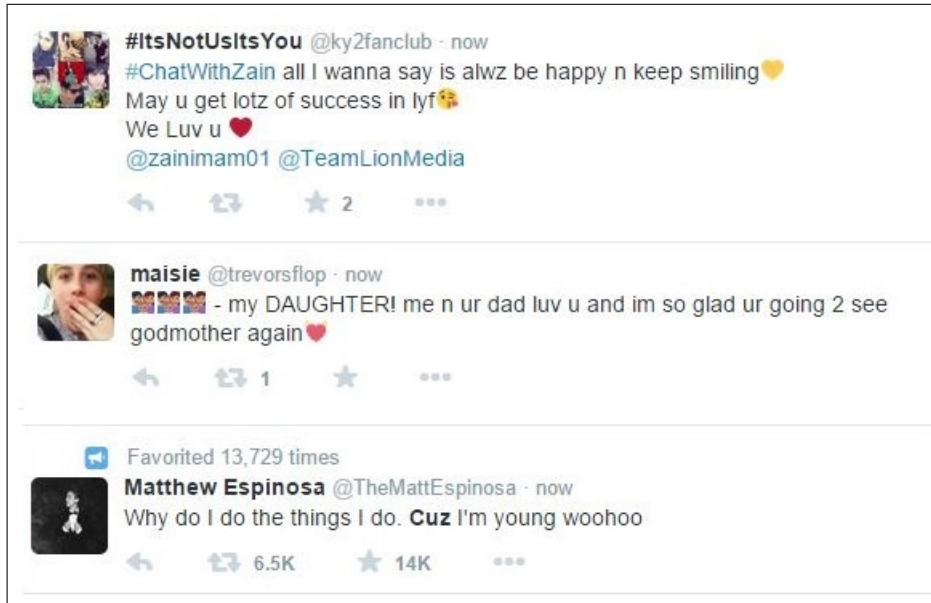 #ItsNotUsItsYou @ky2fanclub · now
#ChatWithZain all I wanna say is alwz be happy n keep smiling💛
May u get lotz of success in lyf😘
We Luv u ❤
@zainimam01 @TeamLionMedia
2
maisie @trevorsflop · now
- my DAUGHTER! me n ur dad luv u and im so glad ur going 2 see
godmother again💓
1
Favorited 13,729 times
Matthew Espinosa @TheMattEspinosa · now
Why do I do the things I do. Cuz I'm young woohoo
6.5K 14K